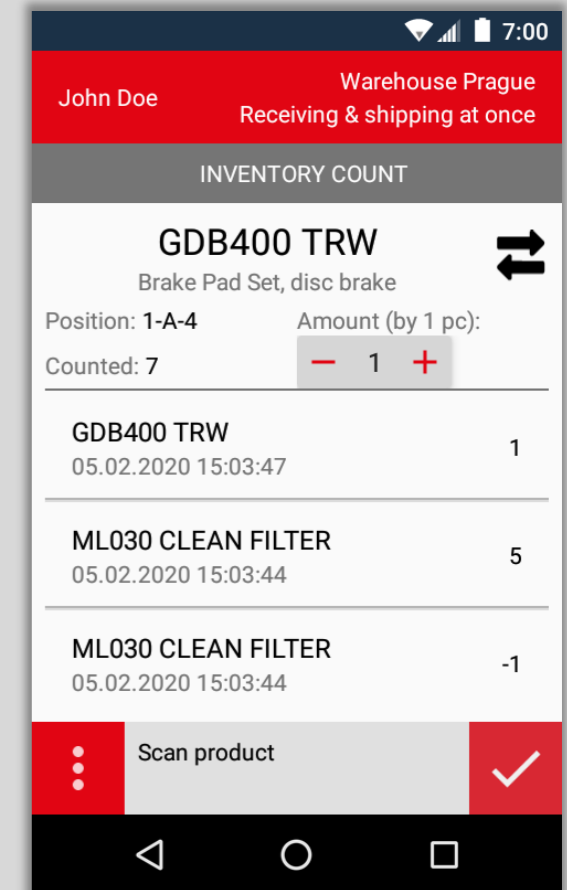 7:00
John Doe
Warehouse Prague
Receiving & shipping at once
INVENTORY COUNT
GDB400 TRW
Brake Pad Set, disc brake
Position: 1-A-4 Amount (by 1 pc):
Counted: 7 − 1 +
GDB400 TRW
05.02.2020 15:03:47
1
ML030 CLEAN FILTER
05.02.2020 15:03:44
5
ML030 CLEAN FILTER
05.02.2020 15:03:44
-1
Scan product